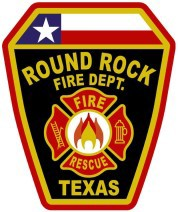 ROUND ROCK
FIRE DEPT.
FIRE
RESCUE
TEXAS